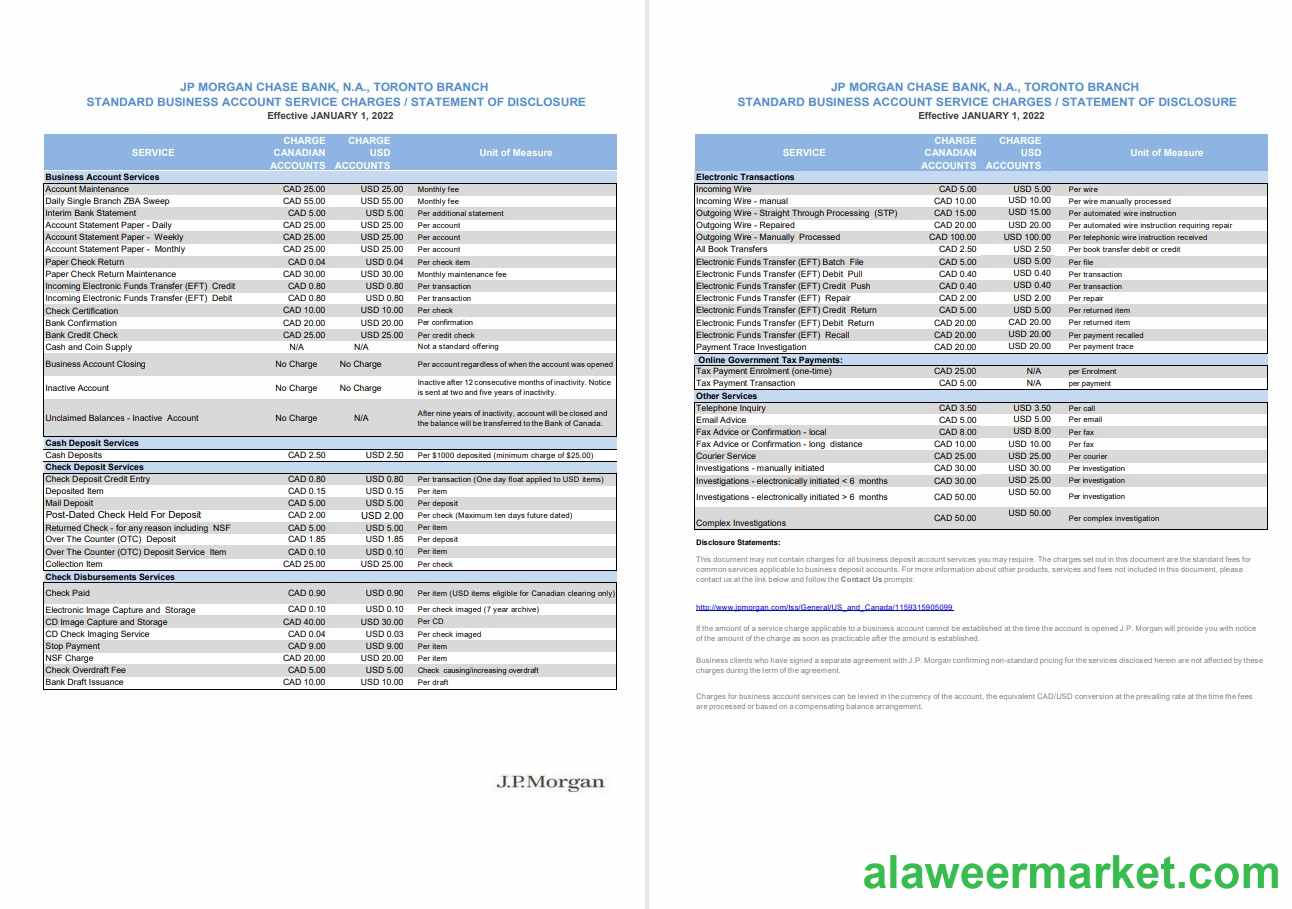 JP MORGAN CHASE BANK, N.A., TORONTO BRANCH
STANDARD BUSINESS ACCOUNT SERVICE CHARGES / STATEMENT OF DISCLOSURE
Effective JANUARY 1, 2022
SERVICE CHARGE CANADIAN ACCOUNTS CHARGE USD ACCOUNTS Unit of Measure
Business Account Services
Account Maintenance CAD 25.00 USD 25.00 Monthly fee
Daily Single Branch ZBA Sweep CAD 55.00 USD 55.00 Monthly fee
Interim Bank Statement CAD 5.00 USD 5.00 Per additional statement
Account Statement Paper - Daily CAD 25.00 USD 25.00 Per account
Account Statement Paper - Weekly CAD 25.00 USD 25.00 Per account
Account Statement Paper - Monthly CAD 25.00 USD 25.00 Per account
Paper Check Return CAD 0.04 USD 0.04 Per check item
Paper Check Return Maintenance CAD 30.00 USD 30.00 Monthly maintenance fee
Incoming Electronic Funds Transfer (EFT) Credit CAD 0.80 USD 0.80 Per transaction
Incoming Electronic Funds Transfer (EFT) Debit CAD 0.80 USD 0.80 Per transaction
Check Certification CAD 10.00 USD 10.00 Per check
Bank Confirmation CAD 20.00 USD 20.00 Per confirmation
Bank Credit Check CAD 25.00 USD 25.00 Per credit check
Cash and Coin Supply N/A N/A Not a standard offering
Business Account Closing No Charge No Charge Per account regardless of when the account was opened
Inactive Account No Charge No Charge Inactive after 12 consecutive months of inactivity. Notice
is sent at two and five years of inactivity.
Unclaimed Balances - Inactive Account No Charge N/A After nine years of inactivity, account will be closed and
the balance will be transferred to the Bank of Canada.
Cash Deposit Services
Cash Deposits CAD 2.50 USD 2.50 Per $1000 deposited (minimum charge of $25.00)
Check Deposit Services
Check Deposit Credit Entry CAD 0.80 USD 0.80 Per transaction (One day float applied to USD items)
Deposited Item CAD 0.15 USD 0.15 Per item
Mail Deposit CAD 5.00 USD 5.00 Per deposit
Post-Dated Check Held For Deposit CAD 2.00 USD 2.00 Per check (Maximum ten days future dated)
Returned Check - for any reason including NSF CAD 5.00 USD 5.00 Per item
Over The Counter (OTC) Deposit CAD 1.85 USD 1.85 Per deposit
Over The Counter (OTC) Deposit Service Item CAD 0.10 USD 0.10 Per item
Collection Item CAD 25.00 USD 25.00 Per check
Check Disbursements Services
Check Paid CAD 0.90 USD 0.90 Per item (USD items eligible for Canadian clearing only)
Electronic Image Capture and Storage CAD 0.10 USD 0.10 Per check imaged (7 year archive)
CD Image Capture and Storage CAD 40.00 USD 30.00 Per CD
CD Check Imaging Service CAD 0.04 USD 0.03 Per check imaged
Stop Payment CAD 9.00 USD 9.00 Per item
NSF Charge CAD 20.00 USD 20.00 Per item
Check Overdraft Fee CAD 5.00 USD 5.00 Check causing/increasing overdraft
Bank Draft Issuance CAD 10.00 USD 10.00 Per draft
J.P.Morgan
JP MORGAN CHASE BANK, N.A., TORONTO BRANCH
STANDARD BUSINESS ACCOUNT SERVICE CHARGES / STATEMENT OF DISCLOSURE
Effective JANUARY 1, 2022
SERVICE CHARGE CANADIAN ACCOUNTS CHARGE USD ACCOUNTS Unit of Measure
Electronic Transactions
Incoming Wire CAD 5.00 USD 5.00 Per wire
Incoming Wire - manual CAD 10.00 USD 10.00 Per wire manually processed
Outgoing Wire - Straight Through Processing (STP) CAD 15.00 USD 15.00 Per automated wire instruction
Outgoing Wire - Repaired CAD 20.00 USD 20.00 Per automated wire instruction requiring repair
Outgoing Wire - Manually Processed CAD 100.00 USD 100.00 Per telephonic wire instruction received
All Book Transfers CAD 2.50 USD 2.50 Per book transfer debit or credit
Electronic Funds Transfer (EFT) Batch File CAD 5.00 USD 5.00 Per file
Electronic Funds Transfer (EFT) Debit Pull CAD 0.40 USD 0.40 Per transaction
Electronic Funds Transfer (EFT) Credit Push CAD 0.40 USD 0.40 Per transaction
Electronic Funds Transfer (EFT) Repair CAD 2.00 USD 2.00 Per repair
Electronic Funds Transfer (EFT) Credit Return CAD 5.00 USD 5.00 Per returned item
Electronic Funds Transfer (EFT) Debit Return CAD 20.00 CAD 20.00 Per returned item
Electronic Funds Transfer (EFT) Recall CAD 20.00 USD 20.00 Per payment recalled
Payment Trace Investigation CAD 20.00 USD 20.00 Per payment trace
Online Government Tax Payments:
Tax Payment Enrolment (one-time) CAD 25.00 N/A per Enrolment
Tax Payment Transaction CAD 5.00 N/A per payment
Other Services
Telephone Inquiry CAD 3.50 USD 3.50 Per call
Email Advice CAD 5.00 USD 5.00 Per email
Fax Advice or Confirmation - local CAD 8.00 USD 8.00 Per fax
Fax Advice or Confirmation - long distance CAD 10.00 USD 10.00 Per fax
Courier Service CAD 25.00 USD 25.00 Per courier
Investigations - manually initiated CAD 30.00 USD 30.00 Per investigation
Investigations - electronically initiated < 6 months CAD 30.00 USD 25.00 Per investigation
Investigations - electronically initiated > 6 months CAD 50.00 USD 50.00 Per investigation
Complex Investigations CAD 50.00 USD 50.00 Per complex investigation
Disclosure Statements:
This document may not contain charges for all business deposit account services you may require. The charges set out in this document are the standard fees for
common services applicable to business deposit accounts. For more information about other products, services and fees not included in this document, please
contact us at the link below and follow the Contact Us prompts:
http://www.jpmorgan.com/tss/General/US_and_Canada/1159315905099
If the amount of a service charge applicable to a business account cannot be established at the time the account is opened J.P. Morgan will provide you with notice
of the amount of the charge as soon as practicable after the amount is established.
Business clients who have signed a separate agreement with J.P. Morgan confirming non-standard pricing for the services disclosed herein are not affected by these
charges during the term of the agreement.
Charges for business account services can be levied in the currency of the account, the equivalent CAD/USD conversion at the prevailing rate at the time the fees
are processed or based on a compensating balance arrangement.
alaweermarket.com